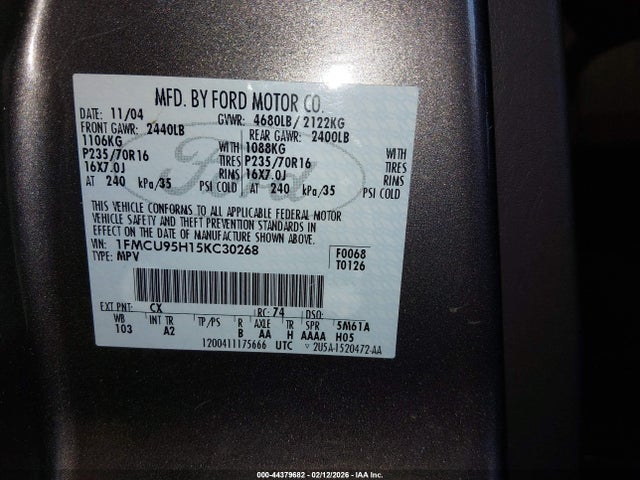 MFD. BY FORD MOTOR CO.
DATE: 11/04 GVWR: 4680LB/ 2122KG
FRONT GAWR: 2440LB REAR GAWR: 2400LB
1106KG WITH 1088KG WITH
P235/70R16 TIRES P235/70R16 TIRES
16X7.0J RIMS 16X7.0J RIMS
AT 240 kPa/35 PSI COLD AT 240 kPa/35 PSI COLD
THIS VEHICLE CONFORMS TO ALL APPLICABLE FEDERAL MOTOR
VEHICLE SAFETY AND THEFT PREVENTION STANDARDS IN EFFECT
ON THE DATE OF MANUFACTURE SHOWN ABOVE.
VIN: 1FMCU95H15KC30268 F0068
TYPE: MPV T0126
EXT PNT: CX RC: 74 DSO:
WB INT TR TP/PS R AXLE TR SPR 5M61A
103 A2 B AA H AAAA H05
1200411175666 UTC 2U5A-1520472-AA
Ford
000-44379682 - 02/12/2026 - IAA Inc.